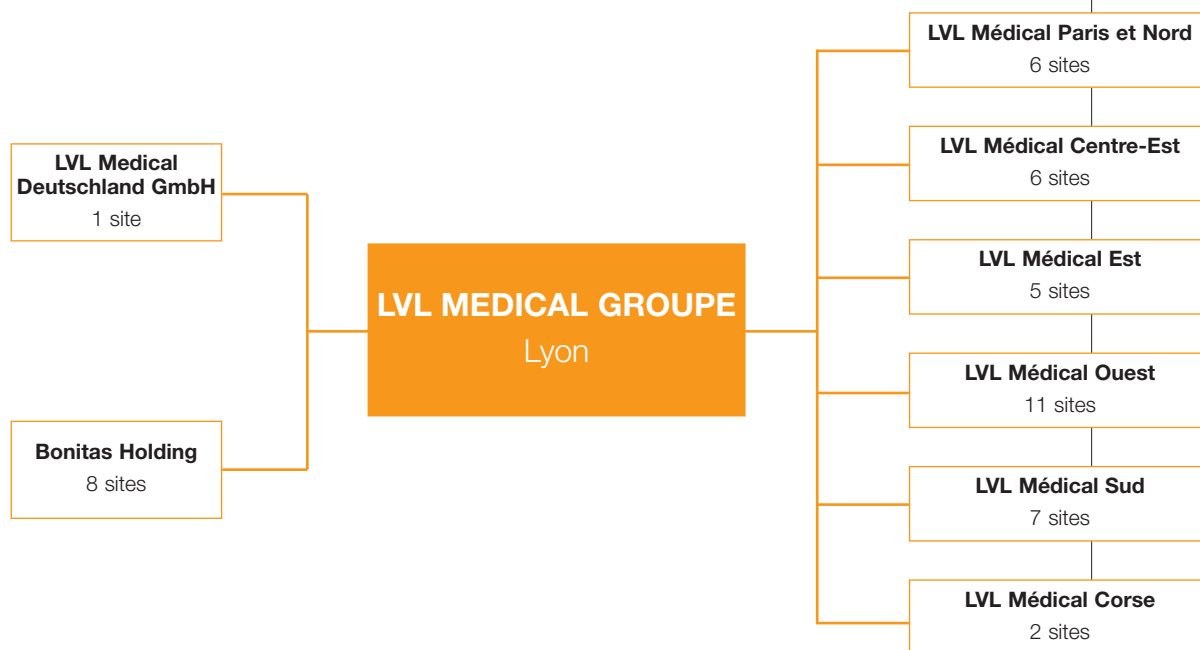 LVL Medical
Deutschland GmbH
1 site
Bonitas Holding
8 sites
LVL MEDICAL GROUPE
Lyon
LVL Médical Paris et Nord
6 sites
LVL Médical Centre-Est
6 sites
LVL Médical Est
5 sites
LVL Médical Ouest
11 sites
LVL Médical Sud
7 sites
LVL Médical Corse
2 sites